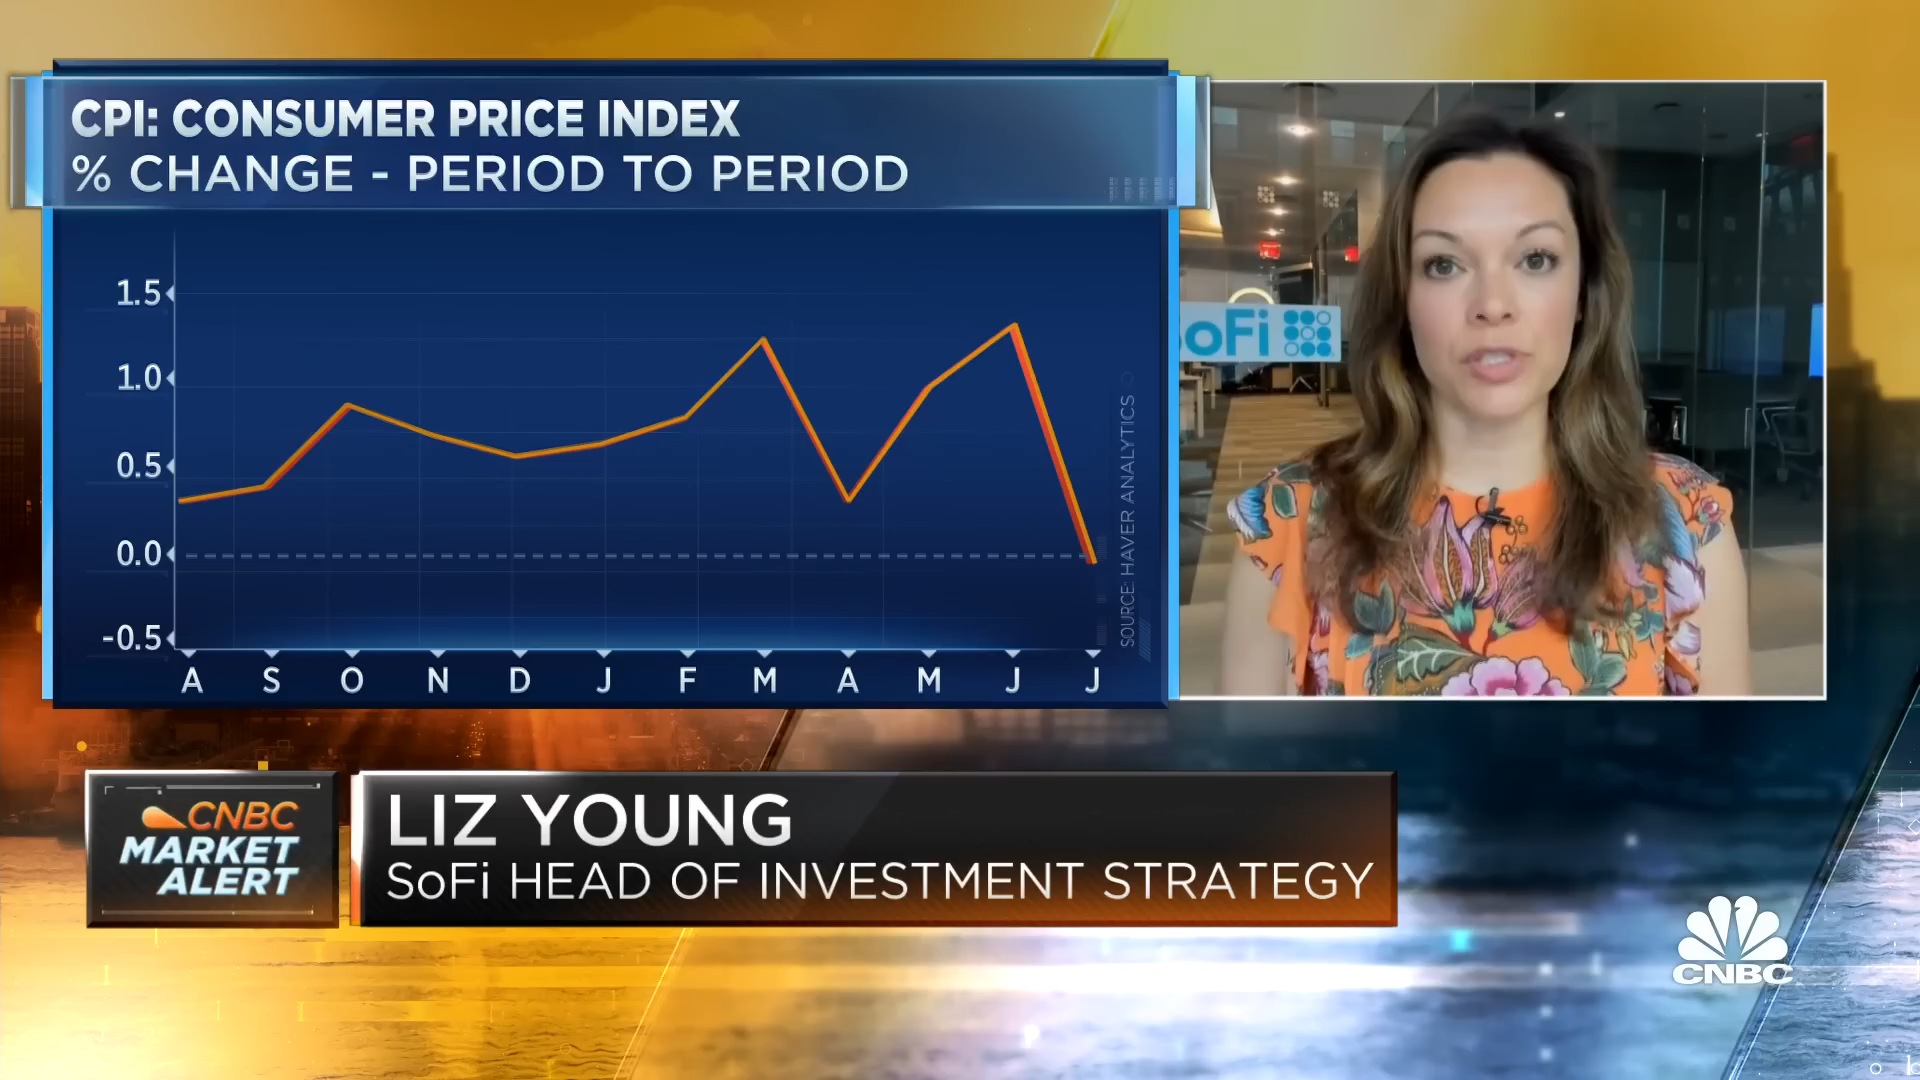 CPI: CONSUMER PRICE INDEX
% CHANGE - PERIOD TO PERIOD
1.5
1.0
0.5
0.0
-0.5
A S O N D J F M A M J J
SOURCE: HAVER ANALYTICS
SoFi
CNBC
MARKET
ALERT
LIZ YOUNG
SoFi HEAD OF INVESTMENT STRATEGY
CNBC